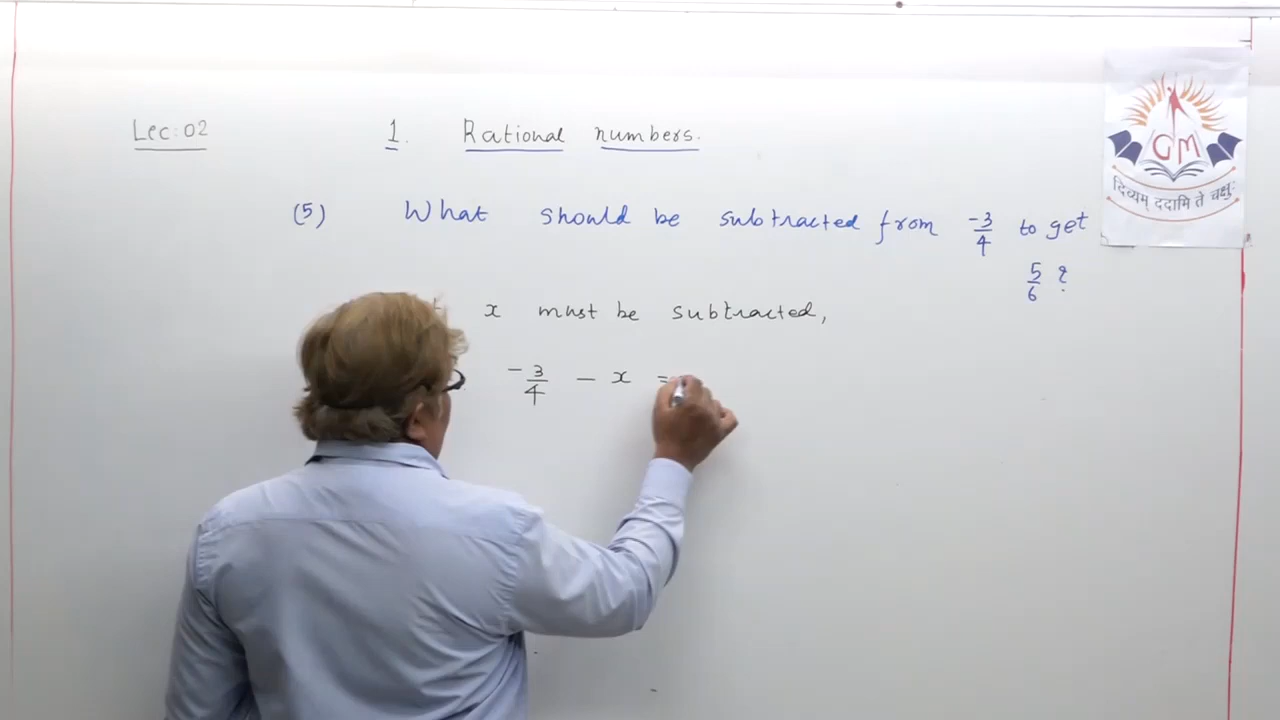 Lec:02 1. Rational numbers.
(5) What should be subtracted from -3/4 to get
5/6 ?
x must be subtracted,
-3/4 - x =
GM
दिव्यम् ददामि ते चक्षुः